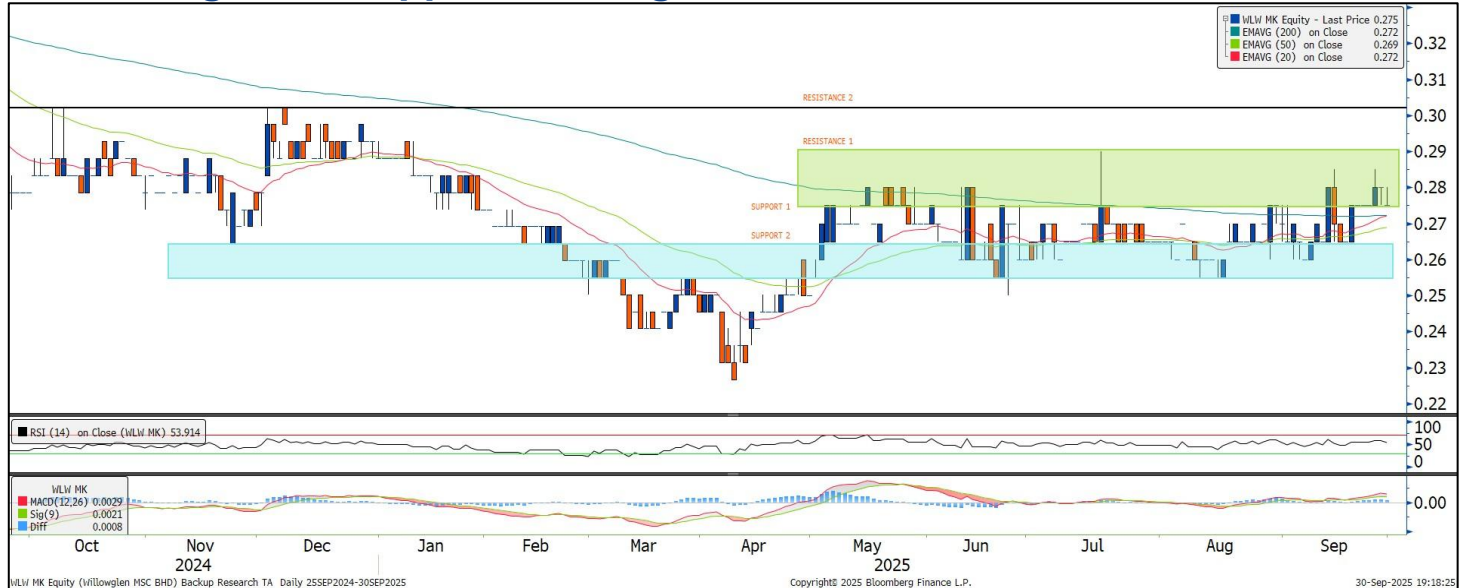 WLW MK Equity - Last Price 0.275
EMAVG (200) on Close 0.272
EMAVG (50) on Close 0.269
EMAVG (20) on Close 0.272
RESISTANCE 2
RESISTANCE 1
SUPPORT 1
SUPPORT 2
0.32
0.31
0.30
0.29
0.28
0.27
0.26
0.25
0.24
0.23
0.22
RSI (14) on Close (WLW MK) 53.914
100
50
0
WLW MK
MACD(12,26) 0.0029
Sig(9) 0.0021
Diff 0.0008
0.00
Oct Nov Dec Jan Feb Mar Apr May Jun Jul Aug Sep
2024 2025
WLW MK Equity (Willowglen MSC BHD) Backup Research TA Daily 25SEP2024-30SEP2025 Copyright© 2025 Bloomberg Finance L.P. 30-Sep-2025 19:18:25